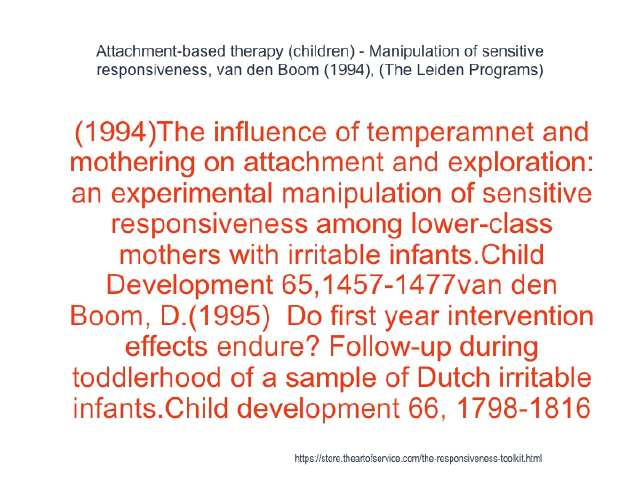 Attachment-based therapy (children) - Manipulation of sensitive
responsiveness, van den Boom (1994), (The Leiden Programs)
(1994)The influence of temperamnet and
mothering on attachment and exploration:
an experimental manipulation of sensitive
responsiveness among lower-class
mothers with irritable infants.Child
Development 65,1457-1477van den
Boom, D.(1995)  Do first year intervention
effects endure? Follow-up during
toddlerhood of a sample of Dutch irritable
infants.Child development 66, 1798-1816
https://store.theartofservice.com/the-responsiveness-toolkit.html